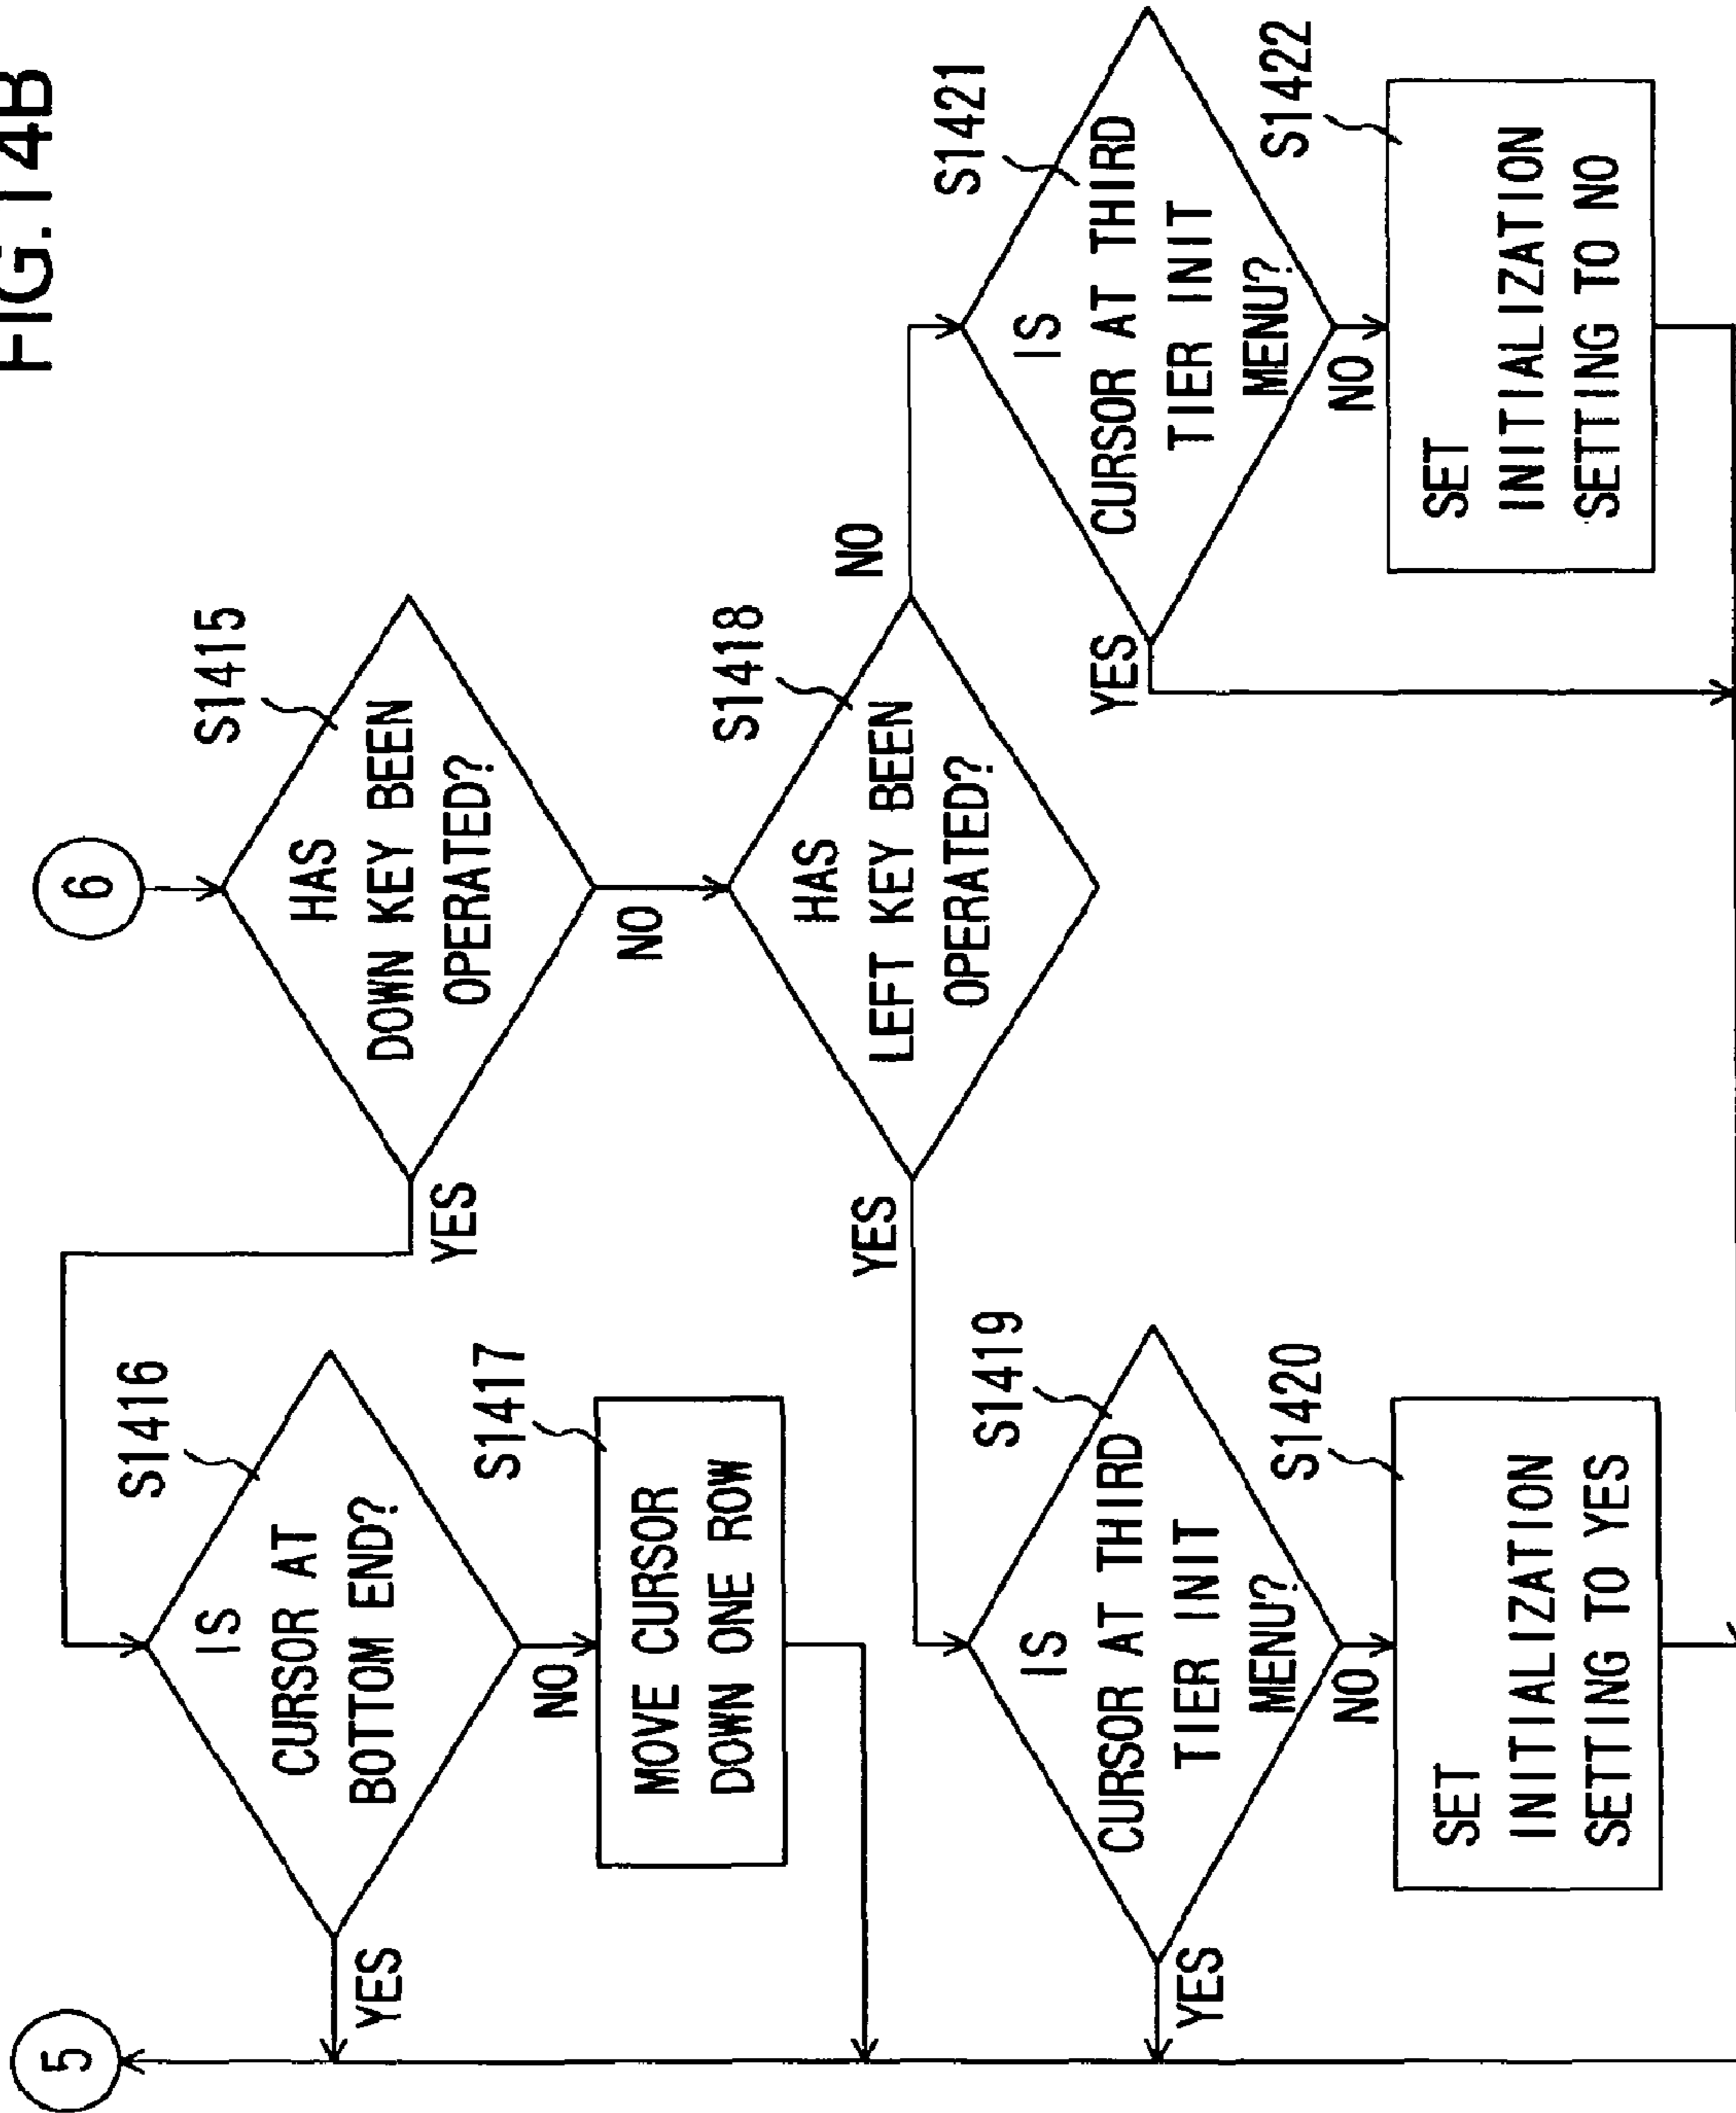 FIG.14B
5
6
S1415
HAS
DOWN KEY BEEN
OPERATED?
YES
NO
S1416
IS
CURSOR AT
BOTTOM END?
YES
NO
S1417
MOVE CURSOR
DOWN ONE ROW
S1418
HAS
LEFT KEY BEEN
OPERATED?
YES
NO
S1419
IS
CURSOR AT THIRD
TIER INIT
MENU?
YES
NO
S1420
SET
INITIALIZATION
SETTING TO YES
S1421
IS
CURSOR AT THIRD
TIER INIT
MENU?
YES
NO
S1422
SET
INITIALIZATION
SETTING TO NO